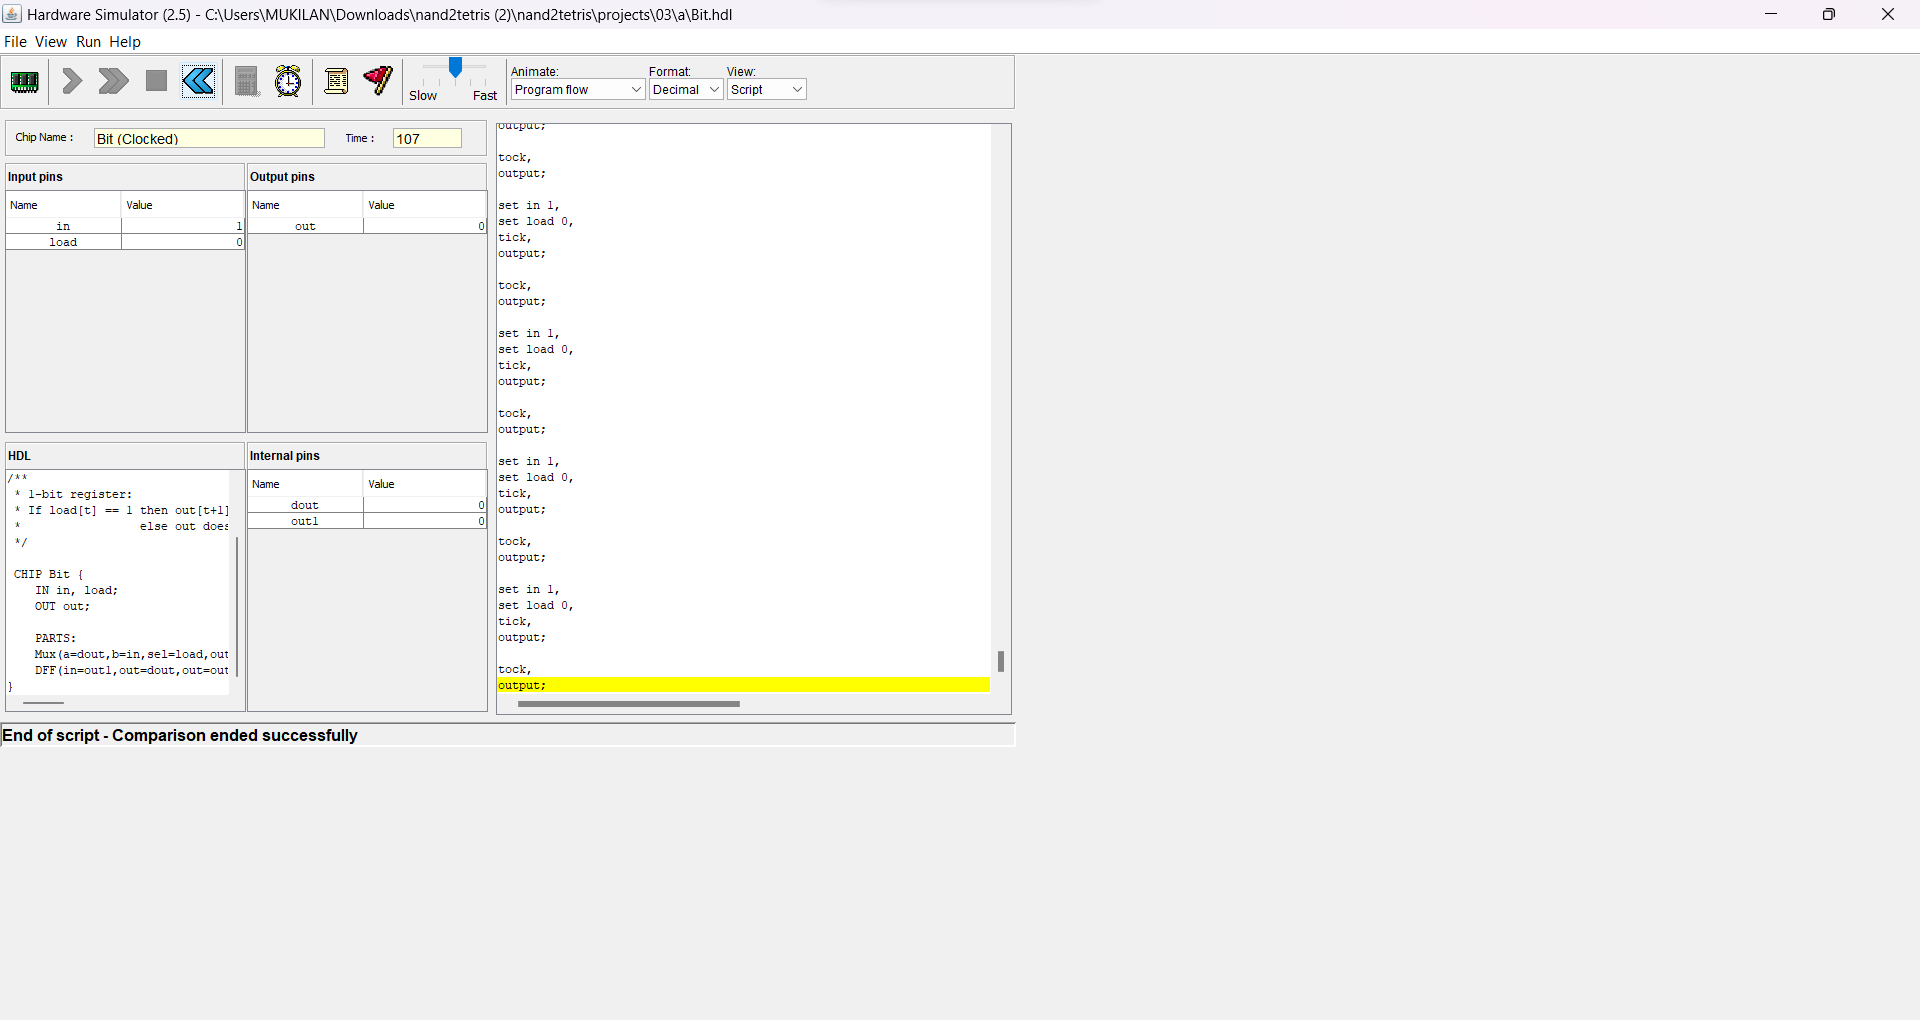 Hardware Simulator (2.5) - C:\Users\MUKILAN\Downloads\nand2tetris (2)\nand2tetris\projects\03\a\Bit.hdl
File View Run Help
Slow Fast
Animate: Format: View:
Program flow Decimal Script
Chip Name : Bit (Clocked) Time : 107
Input pins
Name Value
in 1
load 0
Output pins
Name Value
out 0
HDL
/**
* 1-bit register:
* If load[t] == 1 then out[t+1]
* else out does
*/
CHIP Bit {
IN in, load;
OUT out;
PARTS:
Mux(a=dout,b=in,sel=load,out
DFF(in=out1,out=dout,out=out
}
Internal pins
Name Value
dout 0
out1 0
output;
tock,
output;
set in 1,
set load 0,
tick,
output;
tock,
output;
set in 1,
set load 0,
tick,
output;
tock,
output;
set in 1,
set load 0,
tick,
output;
tock,
output;
set in 1,
set load 0,
tick,
output;
tock,
output;
End of script - Comparison ended successfully